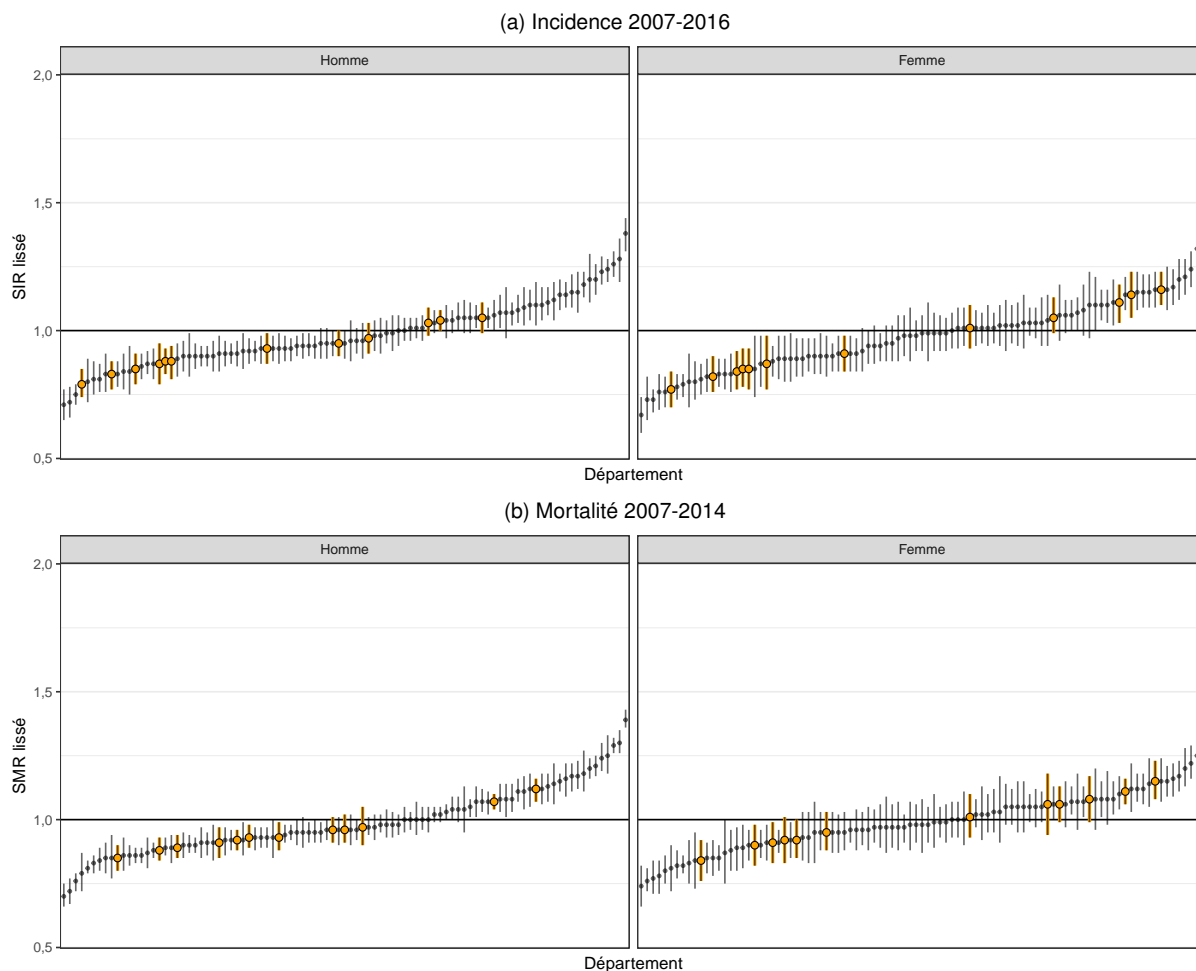 (a) Incidence 2007-2016
Homme
Femme
2,0
1,5
1,0
0,5
SIR lissé
Département
(b) Mortalité 2007-2014
Homme
Femme
2,0
1,5
1,0
0,5
SMR lissé
Département